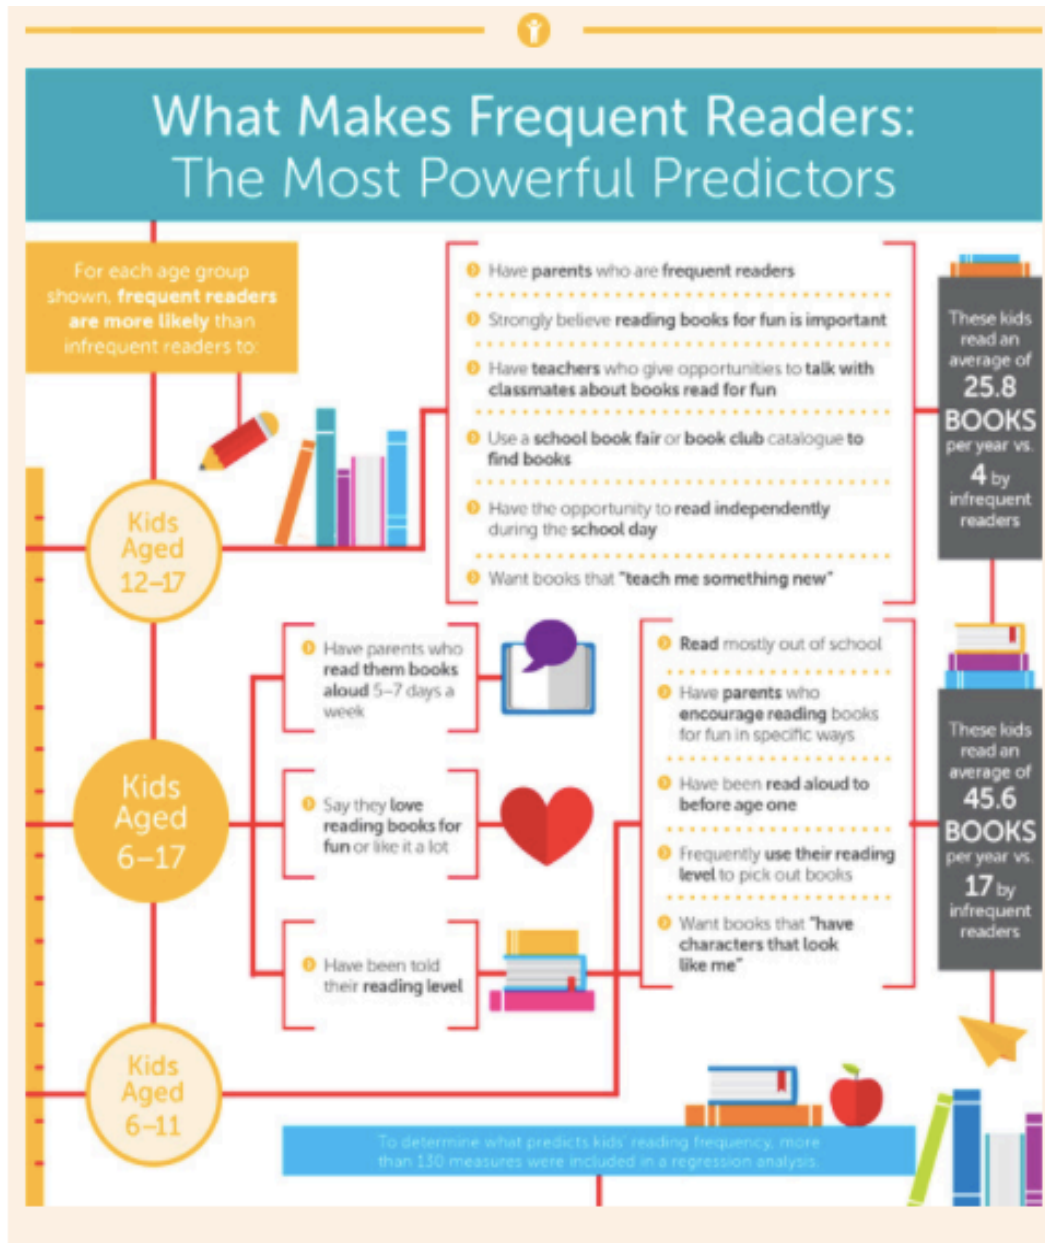 What Makes Frequent Readers:
The Most Powerful Predictors
For each age group
shown, frequent readers
are more likely than
infrequent readers to:
Kids
Aged
12–17
Have parents who are frequent readers
Strongly believe reading books for fun is important
Have teachers who give opportunities to talk with
classmates about books read for fun
Use a school book fair or book club catalogue to
find books
Have the opportunity to read independently
during the school day
Want books that "teach me something new"
These kids
read an
average of
25.8
BOOKS
per year vs.
4 by
infrequent
readers
Kids
Aged
6–17
Have parents who
read them books
aloud 5–7 days a
week
Say they love
reading books for
fun or like it a lot
Have been told
their reading level
Kids
Aged
6–11
Read mostly out of school
Have parents who
encourage reading books
for fun in specific ways
Have been read aloud to
before age one
Frequently use their reading
level to pick out books
Want books that "have
characters that look
like me"
These kids
read an
average of
45.6
BOOKS
per year vs.
17 by
infrequent
readers
To determine what predicts kids' reading frequency, more
than 130 measures were included in a regression analysis.